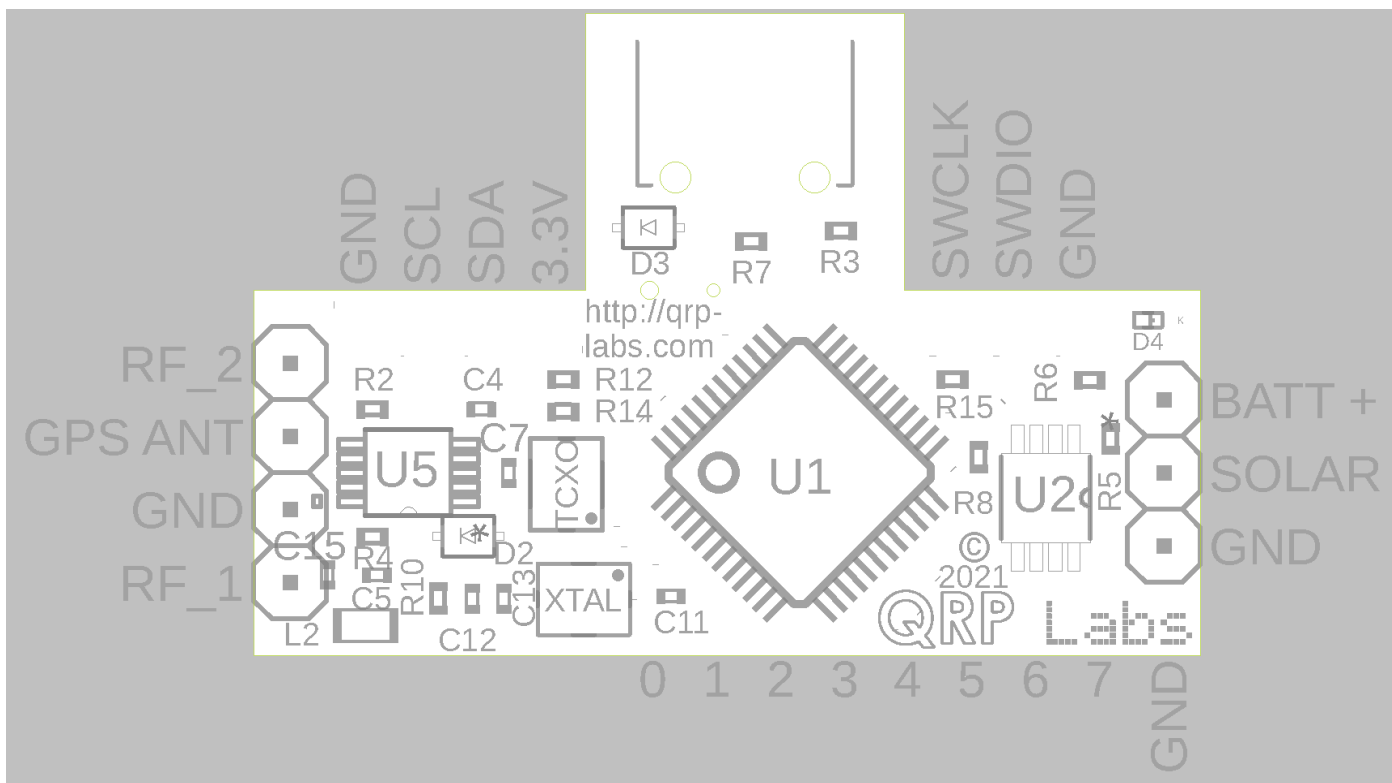 GND
SCL
SDA
3.3V
SWCLK
SWDIO
GND
D3
R7
R3
http://qrp-
labs.com
D4
K
RF_2
GPS ANT
GND
RF_1
R2
C4
R12
R14
C7
U5
TCXO
U1
R15
R6
R8
U2
R5
BATT +
SOLAR
GND
C15
R4
D2
C5
R10
C13
XTAL
C11
L2
C12
©
2021
QRP Labs
0 1 2 3 4 5 6 7
GND